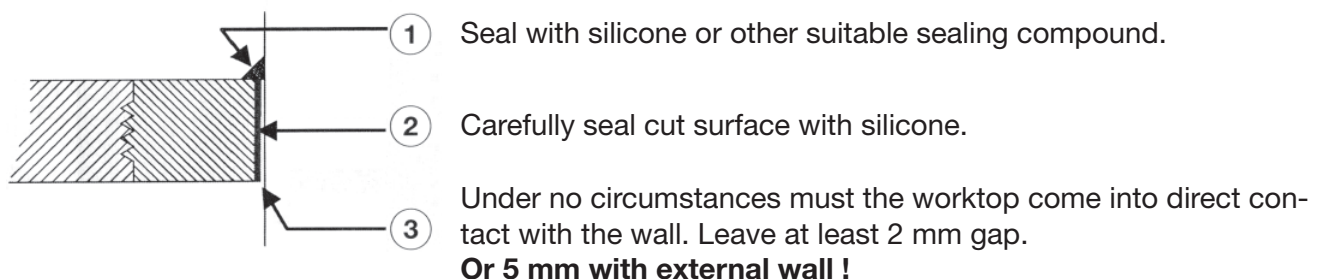 1 Seal with silicone or other suitable sealing compound.
2 Carefully seal cut surface with silicone.
Under no circumstances must the worktop come into direct con-
3 tact with the wall. Leave at least 2 mm gap.
Or 5 mm with external wall !